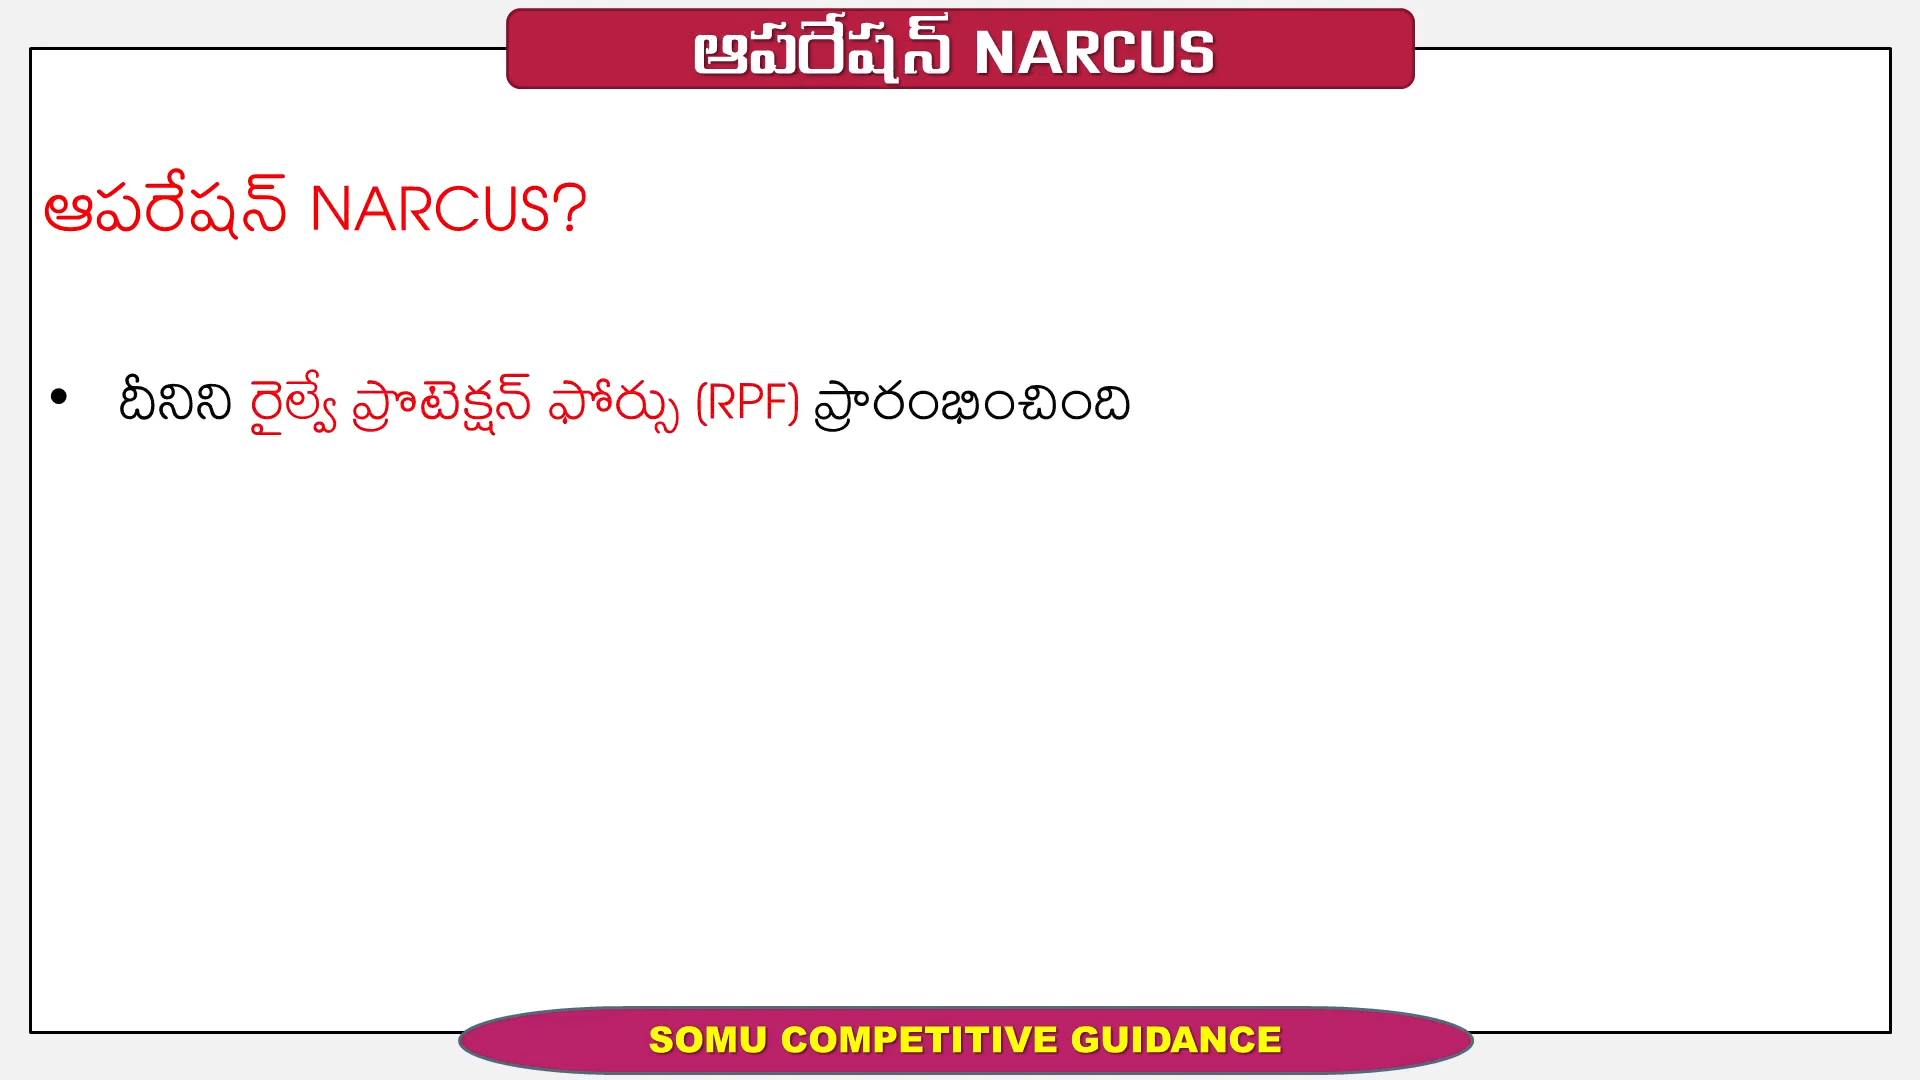 ఆపరేషన్ NARCUS
ఆపరేషన్ NARCUS?
• దీనిని రైల్వే ప్రొటెక్షన్ ఫోర్సు (RPF) ప్రారంభించింది
SOMU COMPETITIVE GUIDANCE